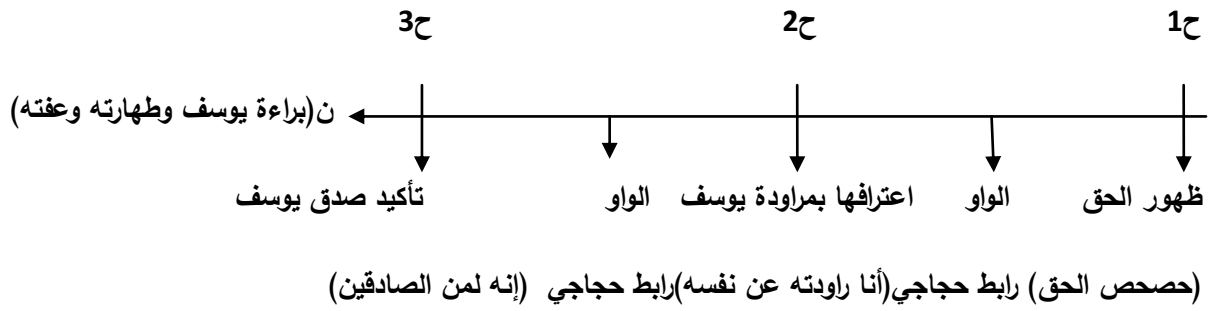 ح1 ح2 ح3
ن(براءة يوسف وطهارته وعفته)
ظهور الحق الواو اعترافها بمراودة يوسف الواو تأكيد صدق يوسف
(حصحص الحق) رابط حجاجي(أنا راودته عن نفسه)رابط حجاجي (إنه لمن الصادقين)